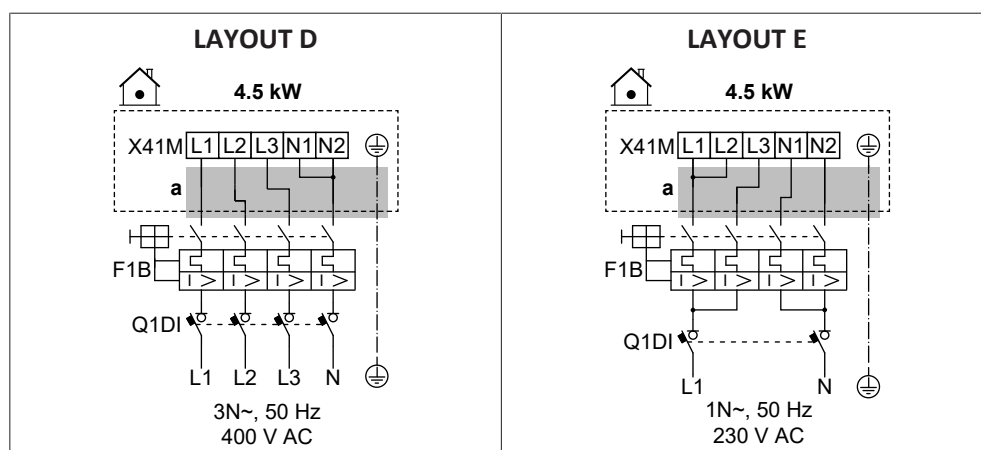 LAYOUT D
4.5 kW
X41M L1 L2 L3 N1 N2
a
F1B
I > I > I > I >
Q1DI
L1 L2 L3 N
3N~, 50 Hz
400 V AC
LAYOUT E
4.5 kW
X41M L1 L2 L3 N1 N2
a
F1B
I > I > I > I >
Q1DI
L1 N
1N~, 50 Hz
230 V AC